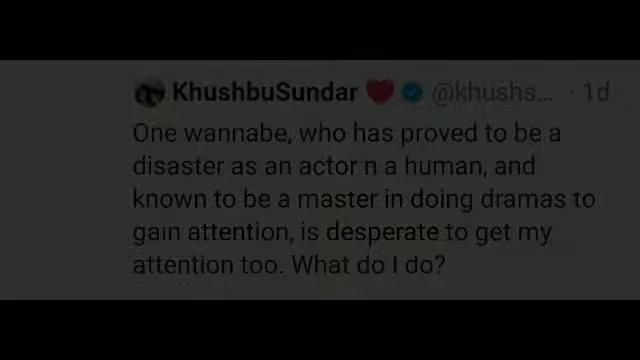 KhushbuSundar ❤ @khushs... · 1d
One wannabe, who has proved to be a
disaster as an actor n a human, and
known to be a master in doing dramas to
gain attention, is desperate to get my
attention too. What do I do?